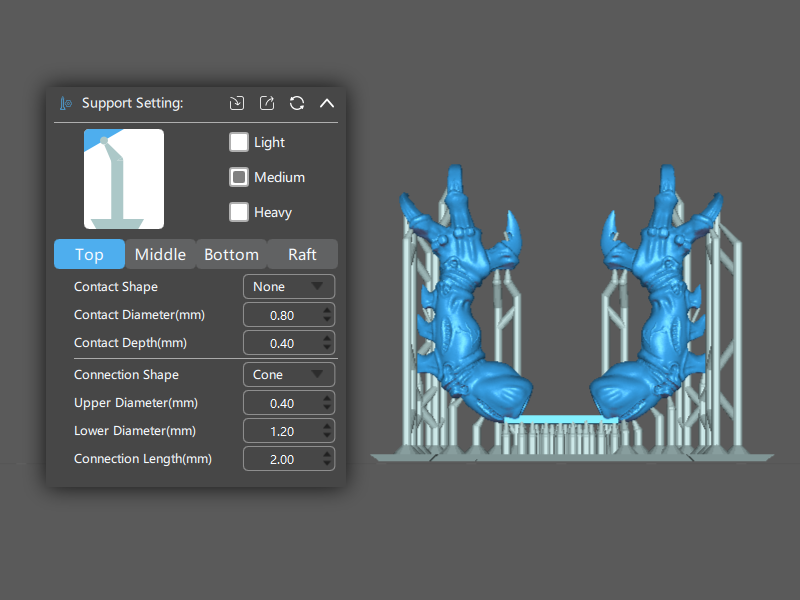 Support Setting:
Light
Medium
Heavy
Top Middle Bottom Raft
Contact Shape None
Contact Diameter(mm) 0.80
Contact Depth(mm) 0.40
Connection Shape Cone
Upper Diameter(mm) 0.40
Lower Diameter(mm) 1.20
Connection Length(mm) 2.00